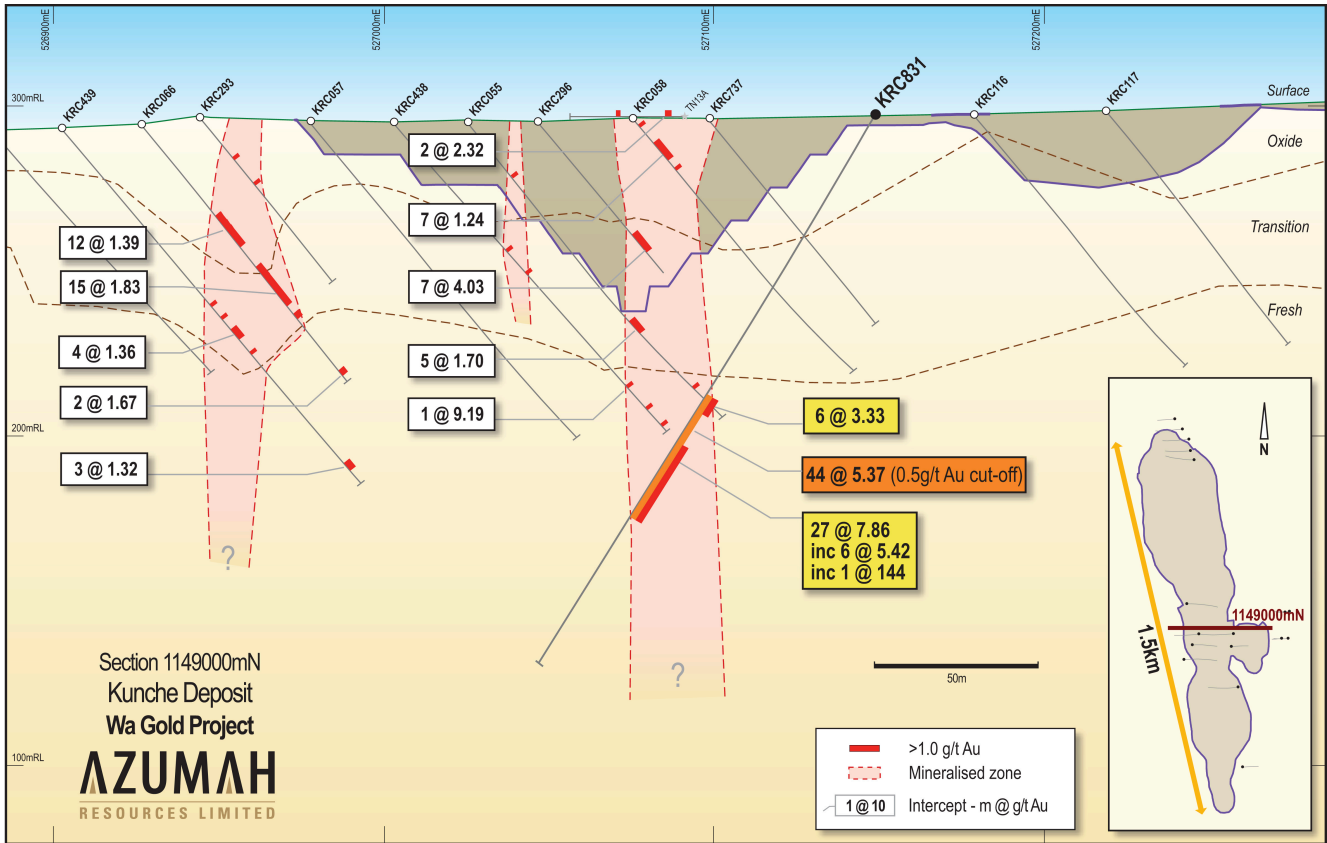 526900mE
527000mE
527100mE
527200mE
300mRL
KRC439
KRC066
KRC293
KRC057
KRC438
KRC055
KRC296
KRC058
TN13A
KRC737
KRC831
KRC116
KRC117
Surface
Oxide
Transition
Fresh
2 @ 2.32
7 @ 1.24
7 @ 4.03
5 @ 1.70
1 @ 9.19
12 @ 1.39
15 @ 1.83
4 @ 1.36
2 @ 1.67
3 @ 1.32
6 @ 3.33
44 @ 5.37 (0.5g/t Au cut-off)
27 @ 7.86
inc 6 @ 5.42
inc 1 @ 144
200mRL
?
?
100mRL
50m
Section 1149000mN
Kunche Deposit
Wa Gold Project
AZUMAH
RESOURCES LIMITED
>1.0 g/t Au
Mineralised zone
1 @ 10
Intercept - m @ g/t Au
N
1149000mN
1.5km